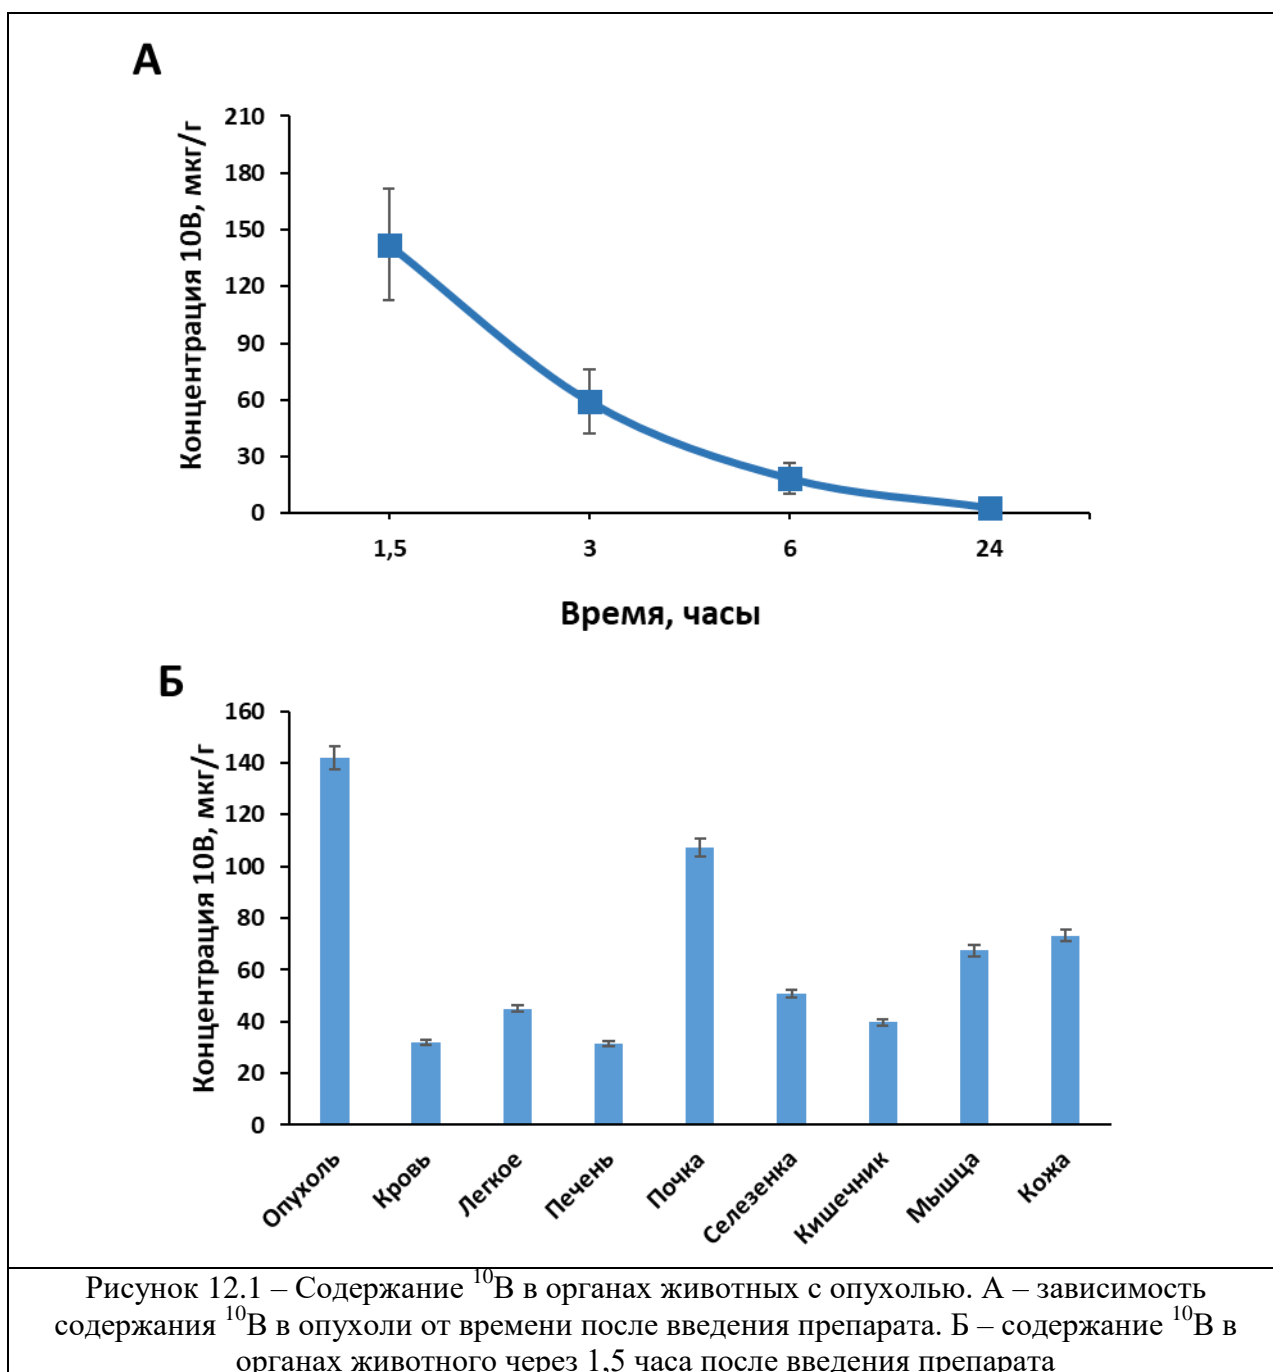 А
Концентрация 10В, мкг/г
210
180
150
120
90
60
30
0
1,5 3 6 24
Время, часы
Б
Концентрация 10В, мкг/г
160
140
120
100
80
60
40
20
0
Опухоль Кровь Легкое Печень Почка Селезенка Кишечник Мышца Кожа
Рисунок 12.1 – Содержание ¹⁰В в органах животных с опухолью. А – зависимость
содержания ¹⁰В в опухоли от времени после введения препарата. Б – содержание ¹⁰В в
органах животного через 1,5 часа после введения препарата